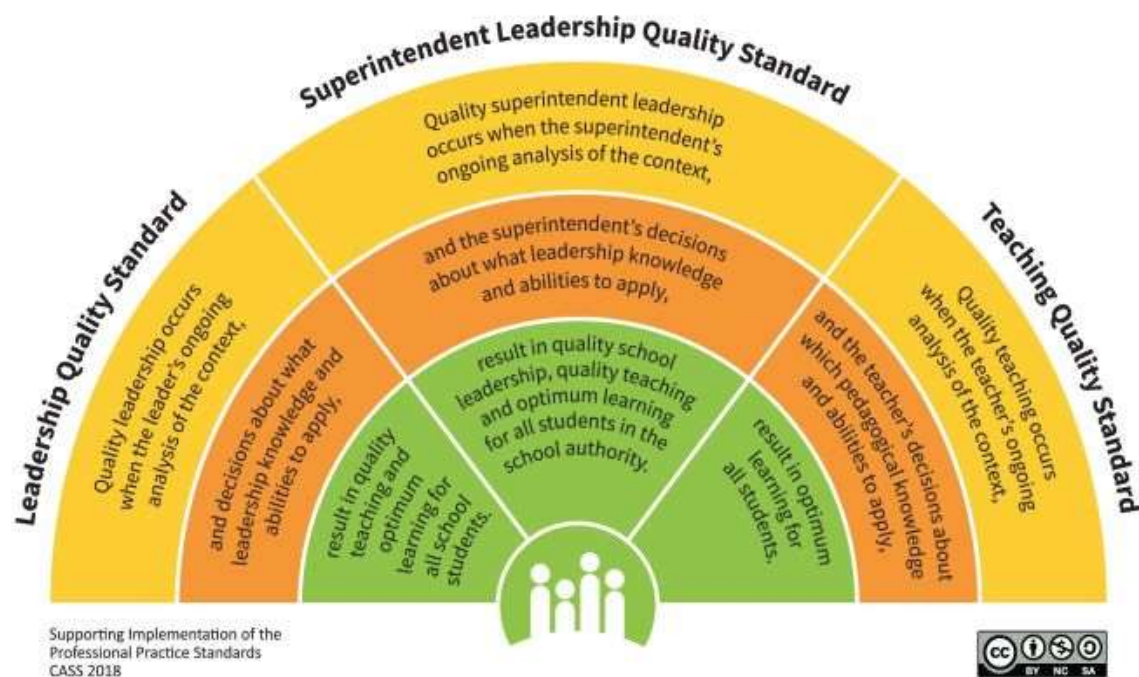 Superintendent Leadership Quality Standard
Quality superintendent leadership
occurs when the superintendent's
ongoing analysis of the context,
and the superintendent's decisions
about what leadership knowledge
and abilities to apply,
result in quality school
leadership, quality teaching
and optimum learning
for all students in the
school authority.
Leadership Quality Standard
Quality leadership occurs
when the leader's ongoing
analysis of the context,
and decisions about what
leadership knowledge and
abilities to apply,
result in quality
teaching and
optimum
learning for
all school
students.
Teaching Quality Standard
Quality teaching occurs
when the teacher's ongoing
analysis of the context,
and the teacher's decisions about
which pedagogical knowledge
and abilities to apply,
result in optimum
learning for
all students.
Supporting Implementation of the
Professional Practice Standards
CASS 2018
cc
BY NC SA